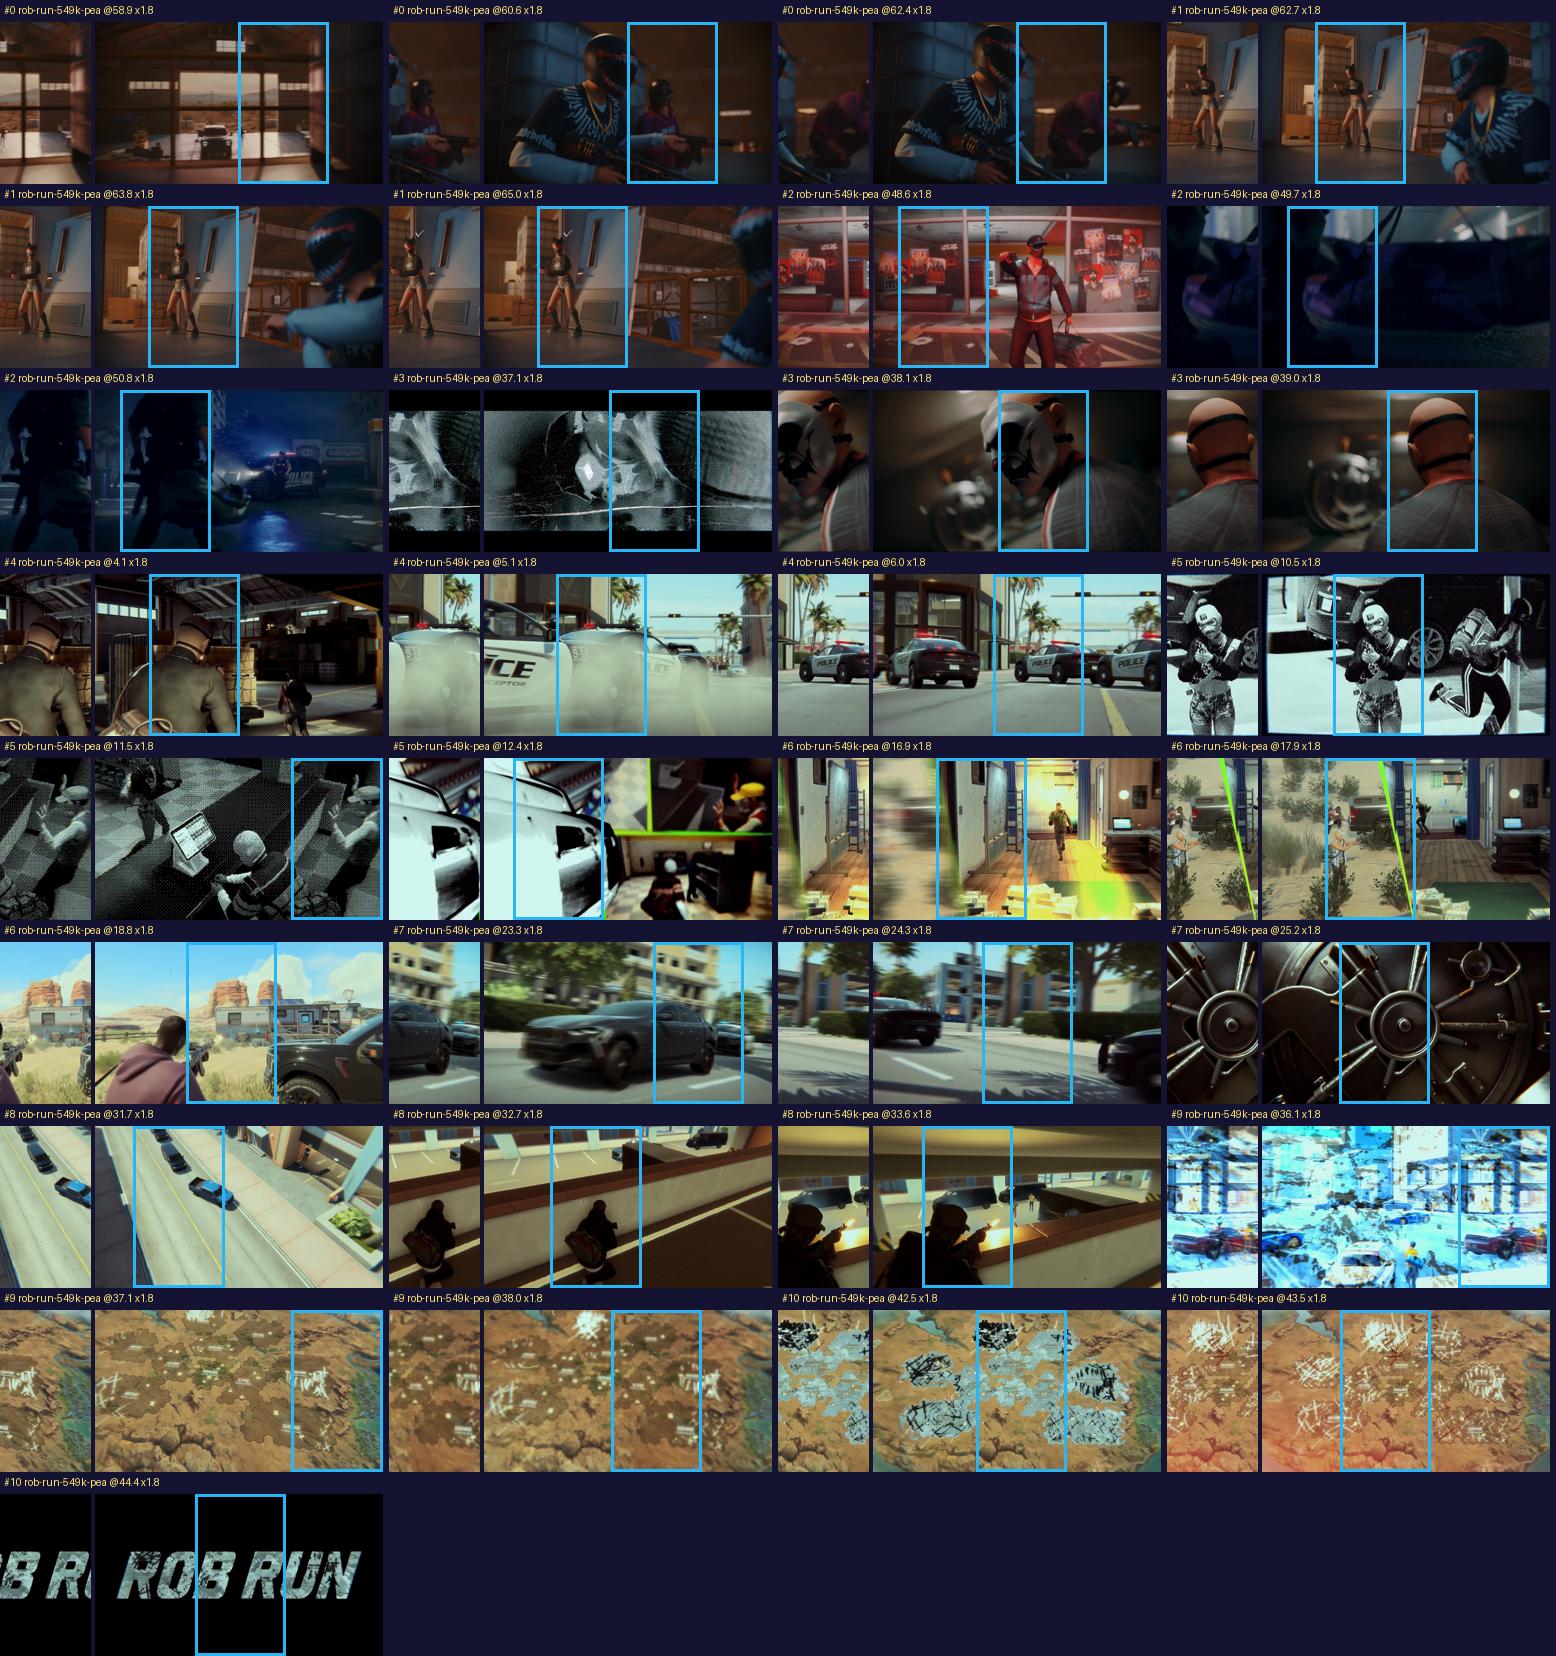 #0 rob-run-549k-pea @58.9 x1.8
#0 rob-run-549k-pea @60.6 x1.8
#0 rob-run-549k-pea @62.4 x1.8
#1 rob-run-549k-pea @62.7 x1.8
#1 rob-run-549k-pea @63.8 x1.8
#1 rob-run-549k-pea @65.0 x1.8
#2 rob-run-549k-pea @48.6 x1.8
#2 rob-run-549k-pea @49.7 x1.8
#2 rob-run-549k-pea @50.8 x1.8
#3 rob-run-549k-pea @37.1 x1.8
#3 rob-run-549k-pea @38.1 x1.8
#3 rob-run-549k-pea @39.0 x1.8
POLICE
#4 rob-run-549k-pea @4.1 x1.8
#4 rob-run-549k-pea @5.1 x1.8
#4 rob-run-549k-pea @6.0 x1.8
#5 rob-run-549k-pea @10.5 x1.8
ICE
CEPTOR
POLICE
POLICE
POLICE
#5 rob-run-549k-pea @11.5 x1.8
#5 rob-run-549k-pea @12.4 x1.8
#6 rob-run-549k-pea @16.9 x1.8
#6 rob-run-549k-pea @17.9 x1.8
#6 rob-run-549k-pea @18.8 x1.8
#7 rob-run-549k-pea @23.3 x1.8
#7 rob-run-549k-pea @24.3 x1.8
#7 rob-run-549k-pea @25.2 x1.8
#8 rob-run-549k-pea @31.7 x1.8
#8 rob-run-549k-pea @32.7 x1.8
#8 rob-run-549k-pea @33.6 x1.8
#9 rob-run-549k-pea @36.1 x1.8
#9 rob-run-549k-pea @37.1 x1.8
#9 rob-run-549k-pea @38.0 x1.8
#10 rob-run-549k-pea @42.5 x1.8
#10 rob-run-549k-pea @43.5 x1.8
#10 rob-run-549k-pea @44.4 x1.8
B RU
ROB RUN